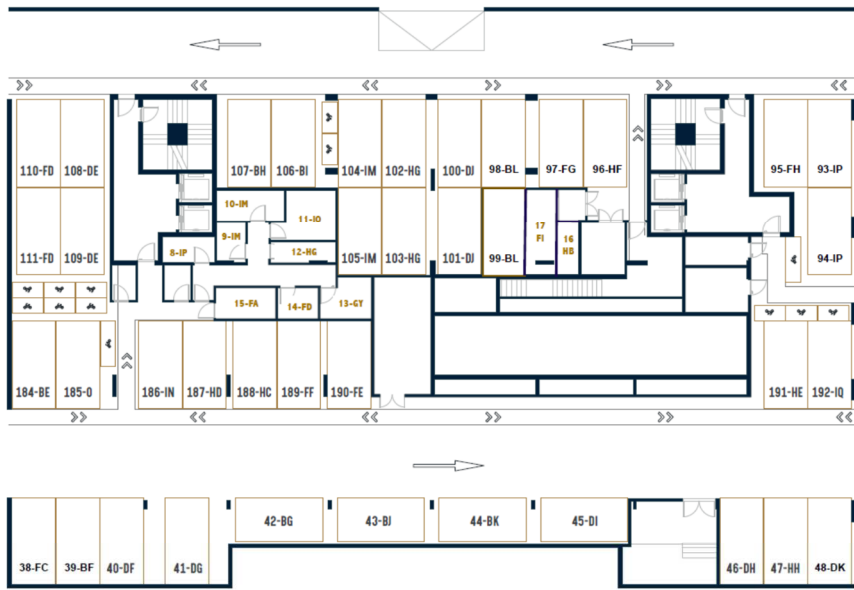 107-BH
106-BI
104-IM
102-HG
100-DJ
98-BL
97-FG
96-HF
110-FD
108-DE
95-FH
93-IP
10-IM
11-IO
9-IM
8-IP
12-HG
111-FD
109-DE
105-IM
103-HG
101-DJ
99-BL
17
FI
16
HB
94-IP
15-FA
14-FD
13-GY
184-BE
185-O
186-IN
187-HD
188-HC
189-FF
190-FE
191-HE
192-IQ
42-BG
43-BJ
44-BK
45-DI
38-FC
39-BF
40-DF
41-DG
46-DH
47-HH
48-DK